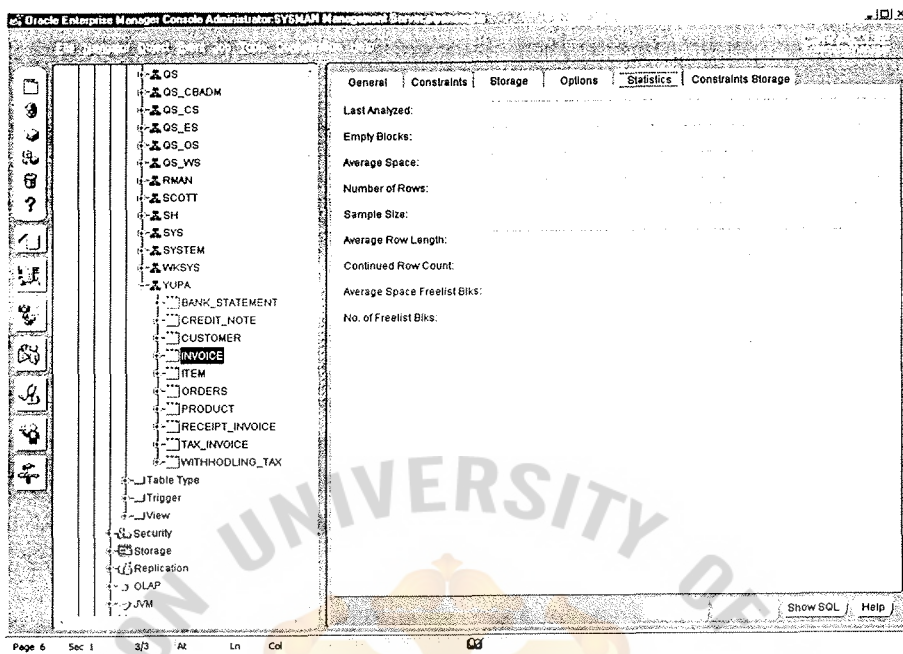 Oracle Enterprise Manager Console Administrator:SYSMAN Management Server:
QS
QS_CBADM
QS_CS
QS_ES
QS_OS
QS_WS
RMAN
SCOTT
SH
SYS
SYSTEM
WKSYS
YUPA
BANK_STATEMENT
CREDIT_NOTE
CUSTOMER
INVOICE
ITEM
ORDERS
PRODUCT
RECEIPT_INVOICE
TAX_INVOICE
WITHHODLING_TAX
Table Type
Trigger
View
Security
Storage
Replication
OLAP
JVM
General Constraints Storage Options Statistics Constraints Storage
Last Analyzed:
Empty Blocks:
Average Space:
Number of Rows:
Sample Size:
Average Row Length:
Continued Row Count:
Average Space Freelist Blks:
No. of Freelist Blks:
Show SQL Help
Page 6 Sec 1 3/3 At Ln Col
UNIVERSITY OF